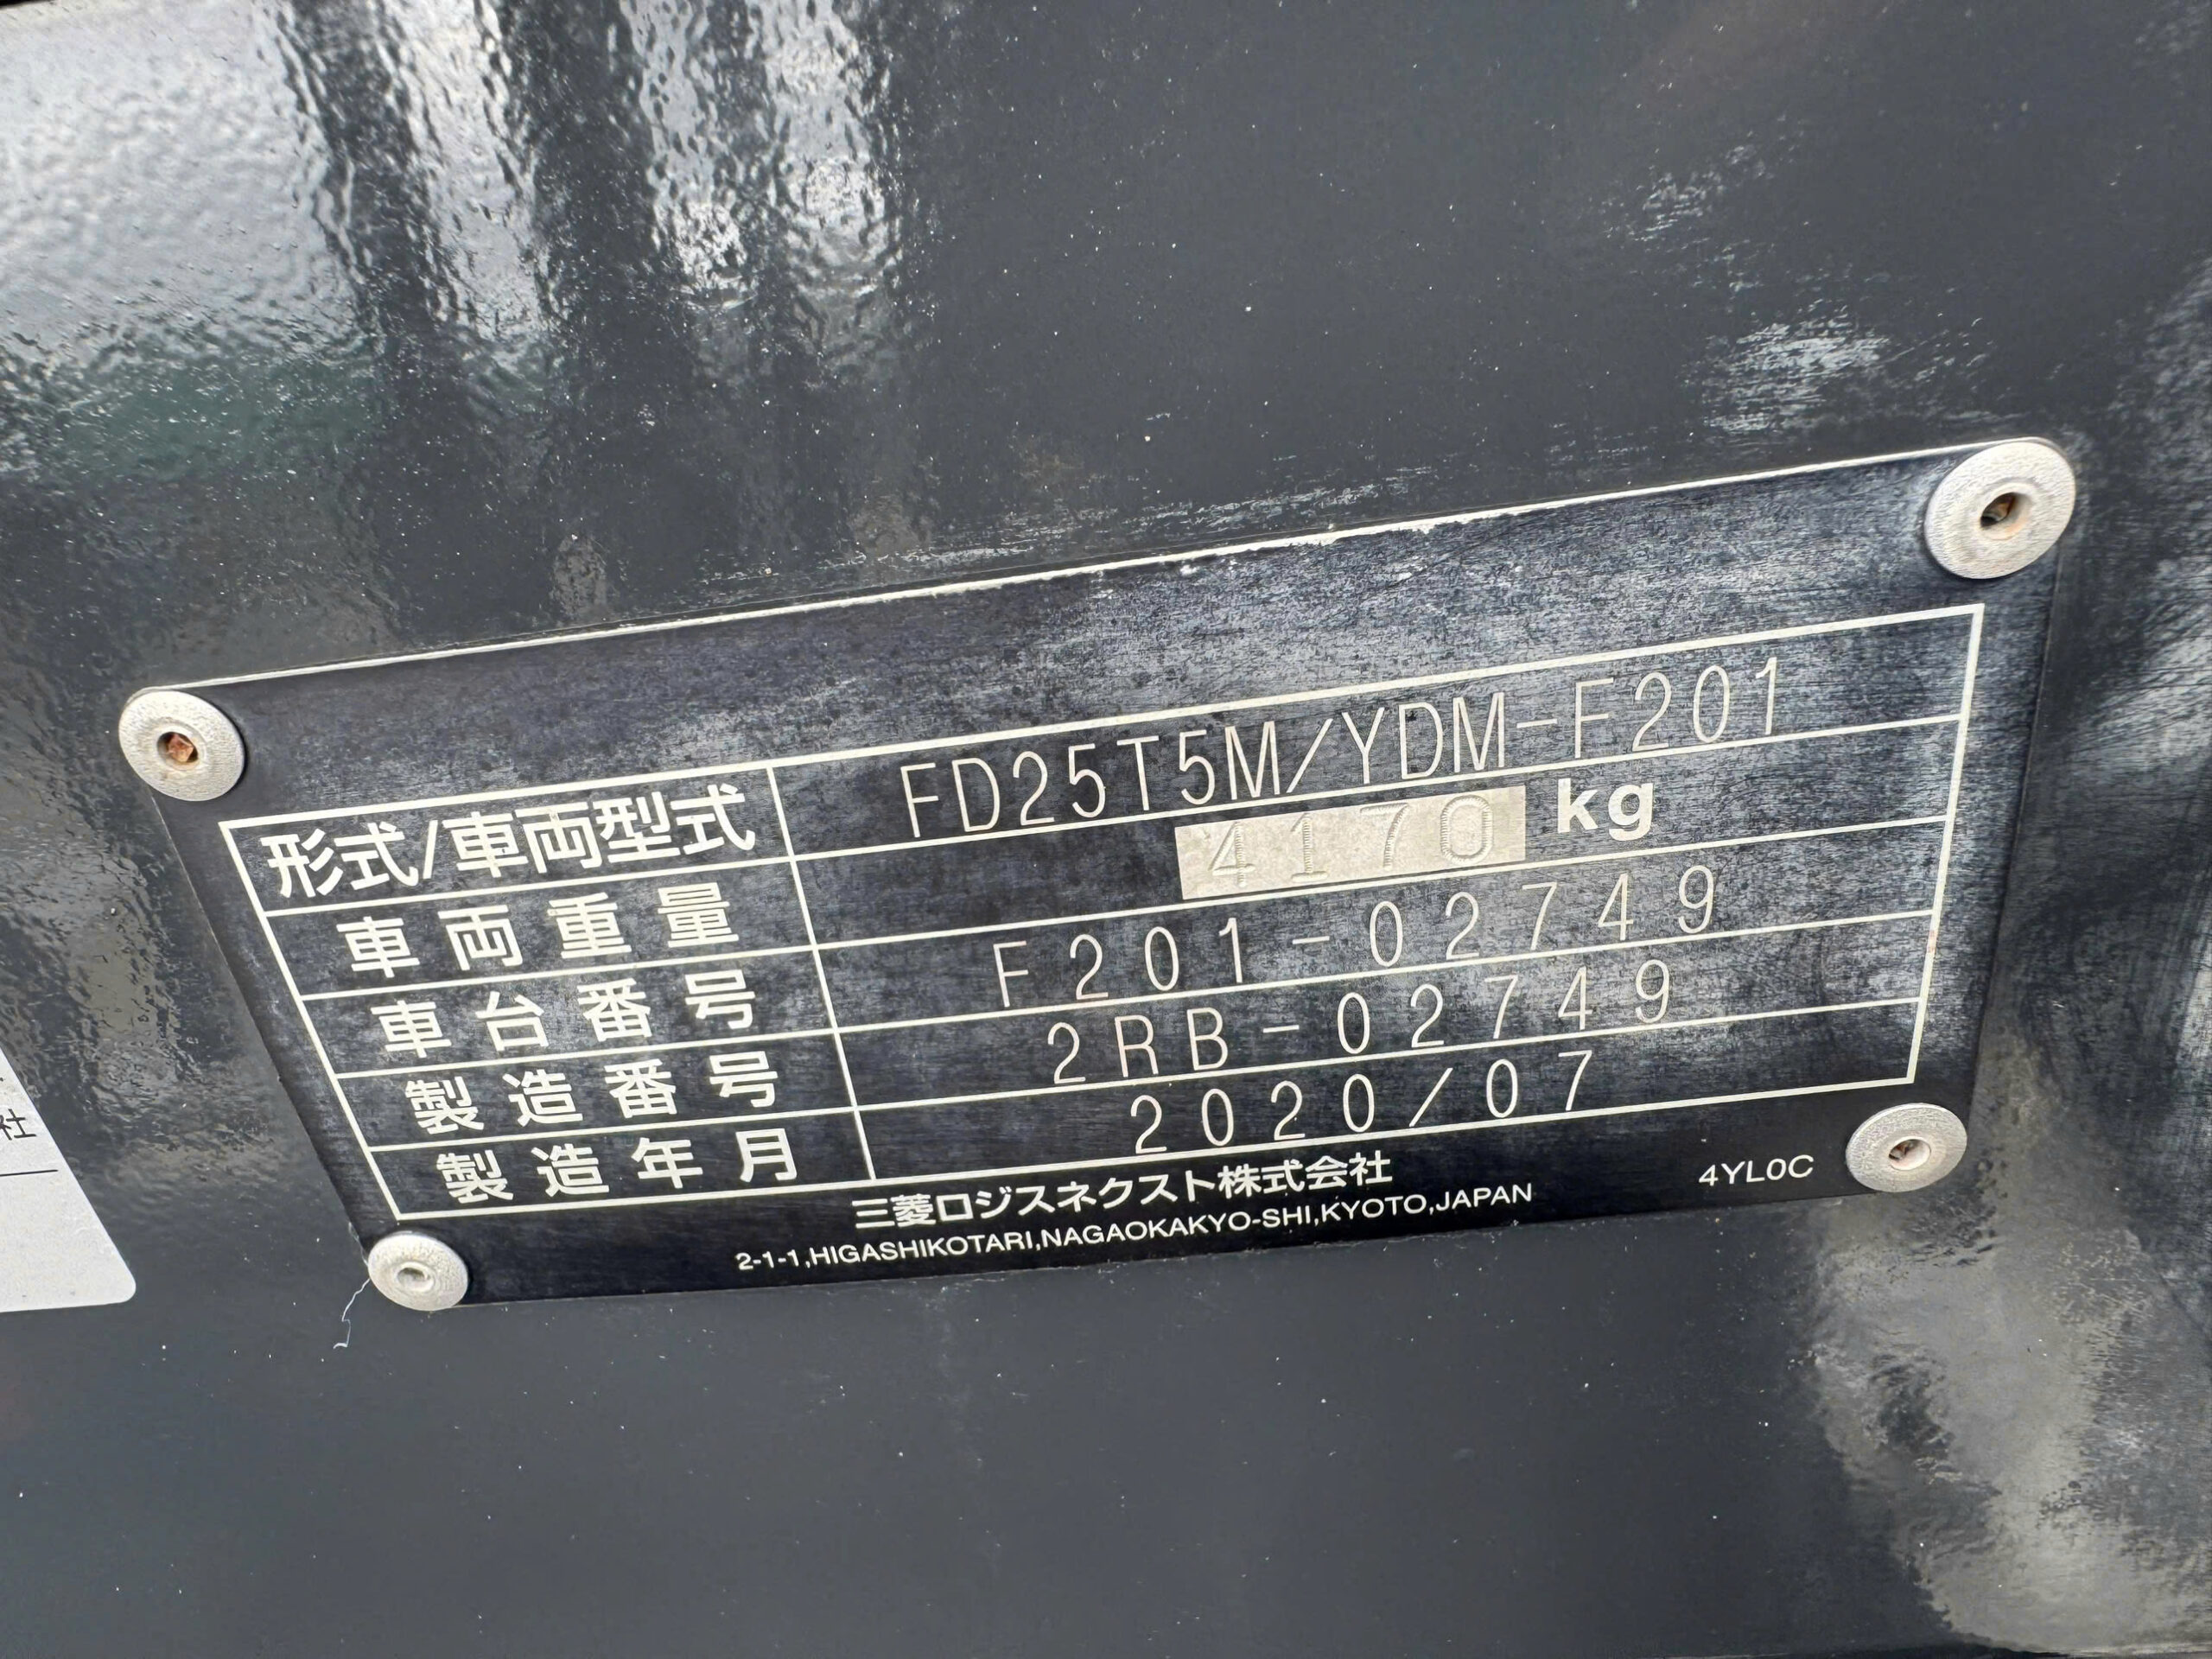 形式/車両型式 FD25T5M/YDM-F201
車両重量 4170 kg
車台番号 F201-02749
製造番号 2RB-02749
製造年月 2020/07
三菱ロジスネクスト株式会社
2-1-1,HIGASHIKOTARI,NAGAOKAKYO-SHI,KYOTO,JAPAN
4YL0C
社